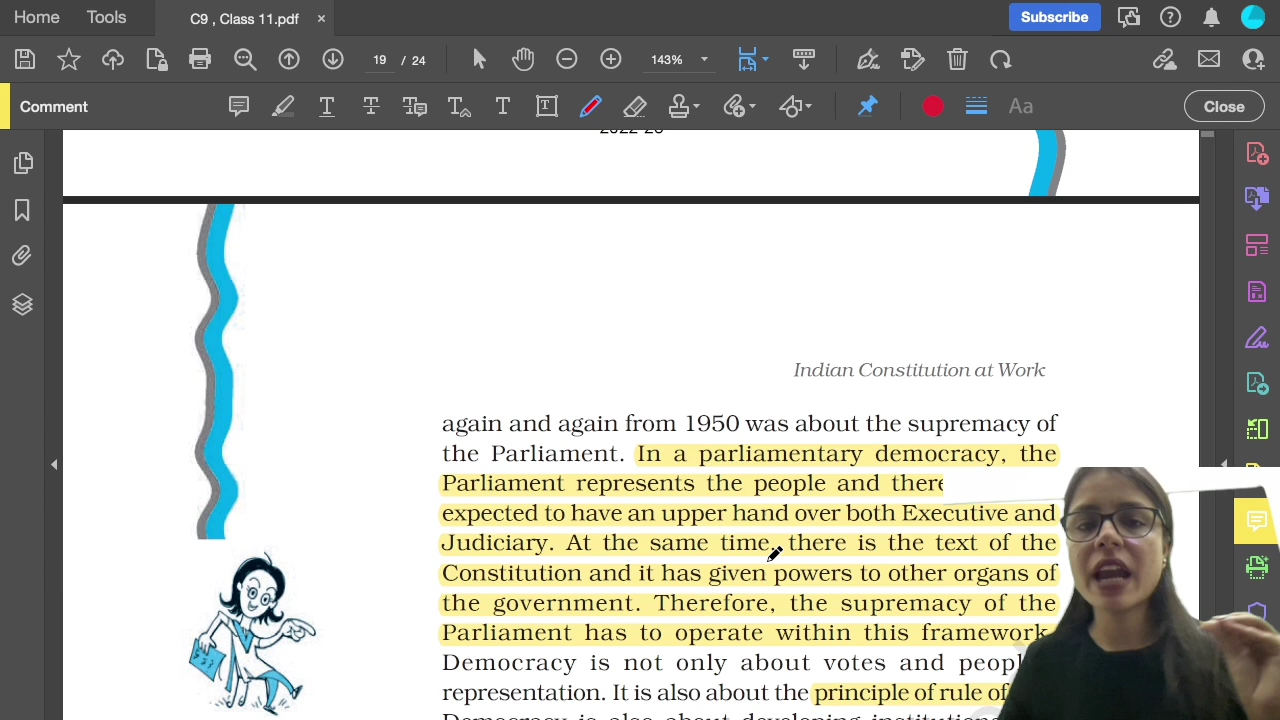 Home Tools C9 , Class 11.pdf × Subscribe
19 / 24 143%
Comment Aa Close
Indian Constitution at Work
again and again from 1950 was about the supremacy of
the Parliament. In a parliamentary democracy, the
Parliament represents the people and
expected to have an upper hand over both Executive and
Judiciary. At the same time, there is the text of the
Constitution and it has given powers to other organs of
the government. Therefore, the supremacy of the
Parliament has to operate within this framework.
Democracy is not only about votes and
representation. It is also about the principle of rule of